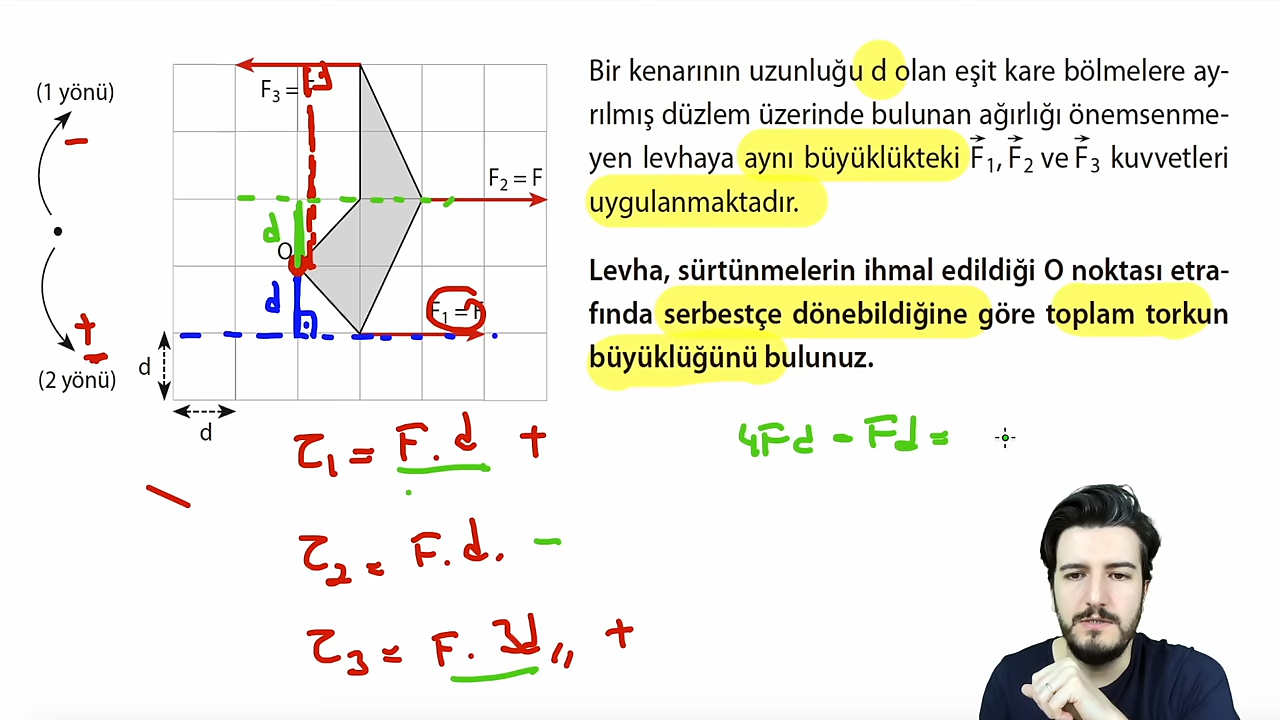 (1 yönü)
-
+
(2 yönü)
F₃ =
F₂ = F
d
O
d
F₁ = F
d
d
Bir kenarının uzunluğu d olan eşit kare bölmelere ay-
rılmış düzlem üzerinde bulunan ağırlığı önemsenme-
yen levhaya aynı büyüklükteki F⃗₁, F⃗₂ ve F⃗₃ kuvvetleri
uygulanmaktadır.
Levha, sürtünmelerin ihmal edildiği O noktası etra-
fında serbestçe dönebildiğine göre toplam torkun
büyüklüğünü bulunuz.
4Fd - Fd =
τ₁ = F . d +
τ₂ = F . d . -
τ₃ = F . 3d,, +